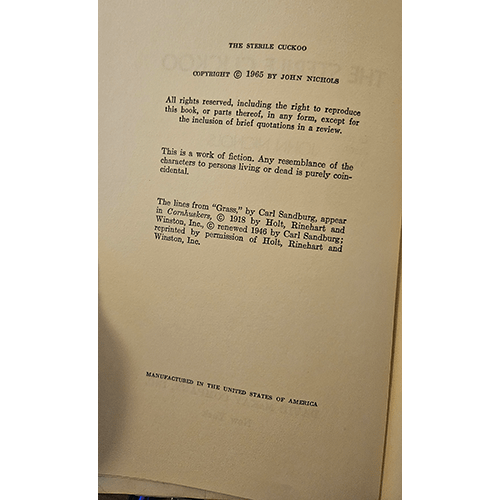 THE STERILE CUCKOO
COPYRIGHT © 1965 BY JOHN NICHOLS
All rights reserved, including the right to reproduce
this book, or parts thereof, in any form, except for
the inclusion of brief quotations in a review.
This is a work of fiction. Any resemblance of the
characters to persons living or dead is purely coin-
cidental.
The lines from "Grass," by Carl Sandburg, appear
in Cornhuskers, © 1918 by Holt, Rinehart and
Winston, Inc., © renewed 1946 by Carl Sandburg;
reprinted by permission of Holt, Rinehart and
Winston, Inc.
MANUFACTURED IN THE UNITED STATES OF AMERICA